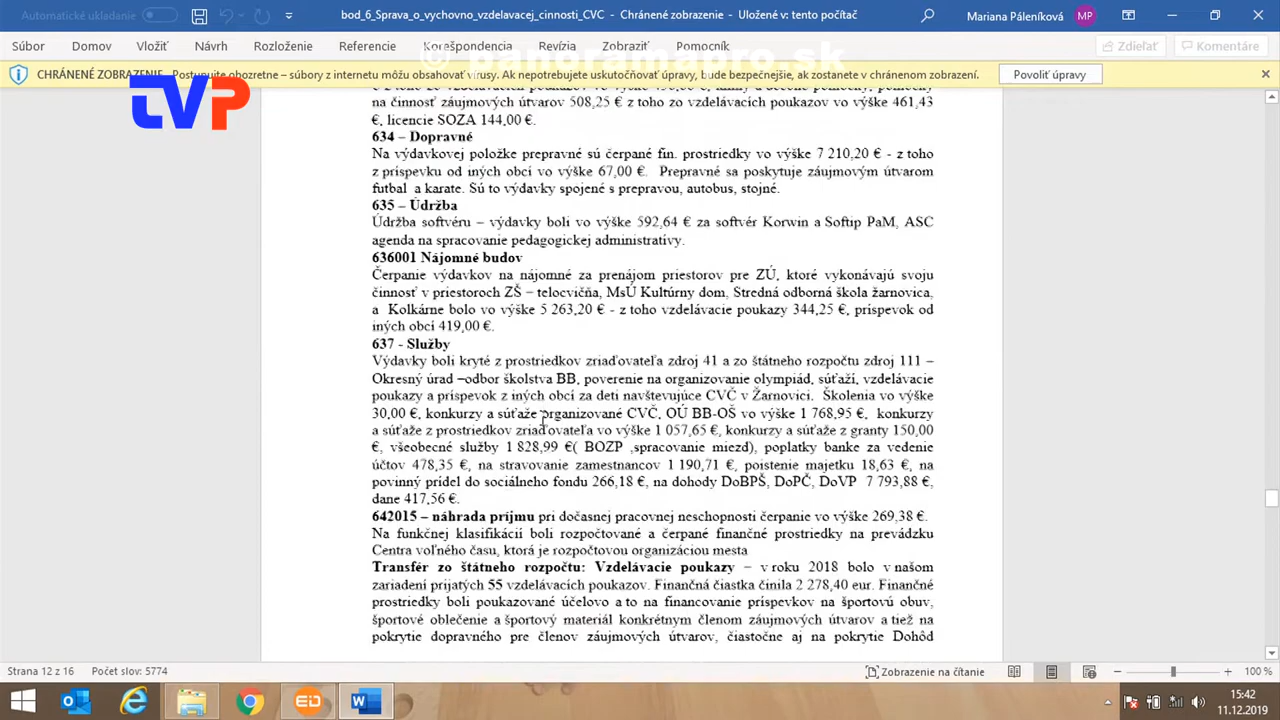 Automatické ukladanie
bod_6_Sprava_o_vychovno_vzdelavacej_cinnosti_CVC - Chránené zobrazenie - Uložené v: tento počítač
Mariana Páleníková MP
Súbor Domov Vložiť Návrh Rozloženie Referencie Korešpondencia Revízia Zobraziť Pomocník Zdieľať Komentáre
© panoramapro.sk
CHRÁNENÉ ZOBRAZENIE Postupujte obozretne – súbory z internetu môžu obsahovať vírusy. Ak nepotrebujete uskutočňovať úpravy, bude bezpečnejšie, ak zostanete v chránenom zobrazení. Povoliť úpravy
TVP
na činnosť záujmových útvarov 508,25 € z toho zo vzdelávacích poukazov vo výške 461,43
€, licencie SOZA 144,00 €.
634 – Dopravné
Na výdavkovej položke prepravné sú čerpané fin. prostriedky vo výške 7 210,20 € - z toho
z príspevku od iných obcí vo výške 67,00 €. Prepravné sa poskytuje záujmovým útvarom
futbal a karate. Sú to výdavky spojené s prepravou, autobus, stojné.
635 – Údržba
Údržba softvéru – výdavky boli vo výške 592,64 € za softvér Korwin a Softip PaM, ASC
agenda na spracovanie pedagogickej administratívy.
636001 Nájomné budov
Čerpanie výdavkov na nájomné za prenájom priestorov pre ZÚ, ktoré vykonávajú svoju
činnosť v priestoroch ZŠ – telocvičňa, MsÚ Kultúrny dom, Stredná odborná škola žarnovica,
a Kolkárne bolo vo výške 5 263,20 € - z toho vzdelávacie poukazy 344,25 €, príspevok od
iných obcí 419,00 €.
637 - Služby
Výdavky boli kryté z prostriedkov zriaďovateľa zdroj 41 a zo štátneho rozpočtu zdroj 111 –
Okresný úrad –odbor školstva BB, poverenie na organizovanie olympiád, súťaží, vzdelávacie
poukazy a príspevok z iných obcí za deti navštevujúce CVČ v Žarnovici. Školenia vo výške
30,00 €, konkurzy a súťaže organizované CVČ, OÚ BB-OŠ vo výške 1 768,95 €, konkurzy
a súťaže z prostriedkov zriaďovateľa vo výške 1 057,65 €, konkurzy a súťaže z granty 150,00
€, všeobecné služby 1 828,99 €( BOZP ,spracovanie miezd), poplatky banke za vedenie
účtov 478,35 €, na stravovanie zamestnancov 1 190,71 €, poistenie majetku 18,63 €, na
povinný prídel do sociálneho fondu 266,18 €, na dohody DoBPŠ, DoPČ, DoVP 7 793,88 €,
dane 417,56 €.
642015 – náhrada príjmu pri dočasnej pracovnej neschopnosti čerpanie vo výške 269,38 €.
Na funkčnej klasifikácií boli rozpočtované a čerpané finančné prostriedky na prevádzku
Centra voľného času, ktorá je rozpočtovou organizáciou mesta
Transfér zo štátneho rozpočtu: Vzdelávacie poukazy – v roku 2018 bolo v našom
zariadení prijatých 55 vzdelávacích poukazov. Finančná čiastka činila 2 278,40 eur. Finančné
prostriedky boli poukazované účelovo a to na financovanie príspevkov na športovú obuv,
športové oblečenie a športový materiál konkrétnym členom záujmových útvarov a tiež na
pokrytie dopravného pre členov záujmových útvarov, čiastočne aj na pokrytie Dohôd
Strana 12 z 16 Počet slov: 5774 Zobrazenie na čítanie 100 %
15:42
11.12.2019